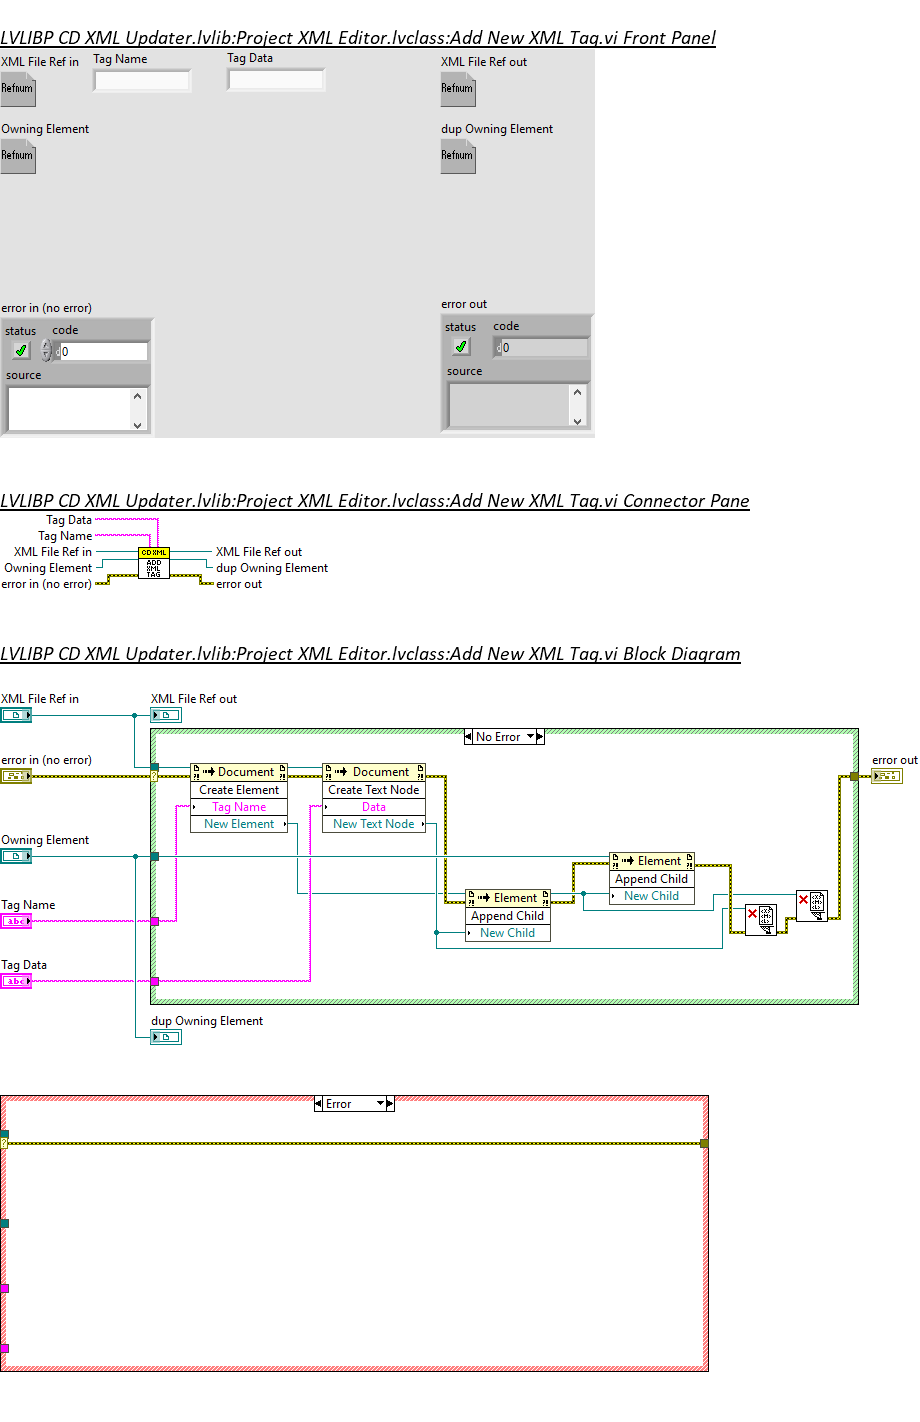 LVLIBP CD XML Updater.lvlib:Project XML Editor.lvclass:Add New XML Tag.vi Front Panel
XML File Ref in Tag Name Tag Data XML File Ref out
Refnum Refnum
Owning Element dup Owning Element
Refnum Refnum
error in (no error) error out
status code status code
d 0 d 0
source source
LVLIBP CD XML Updater.lvlib:Project XML Editor.lvclass:Add New XML Tag.vi Connector Pane
Tag Data
Tag Name
XML File Ref in CD XML XML File Ref out
Owning Element ADD dup Owning Element
XML
error in (no error) TAG error out
LVLIBP CD XML Updater.lvlib:Project XML Editor.lvclass:Add New XML Tag.vi Block Diagram
XML File Ref in XML File Ref out
No Error
error in (no error) error out
?! Document ?! ?! Document ?!
Create Element Create Text Node
Tag Name Data
New Element New Text Node
Owning Element
?! Element ?!
Append Child
New Child
?! Element ?!
Append Child
New Child
Tag Name
abc
Tag Data
abc
dup Owning Element
Error
?